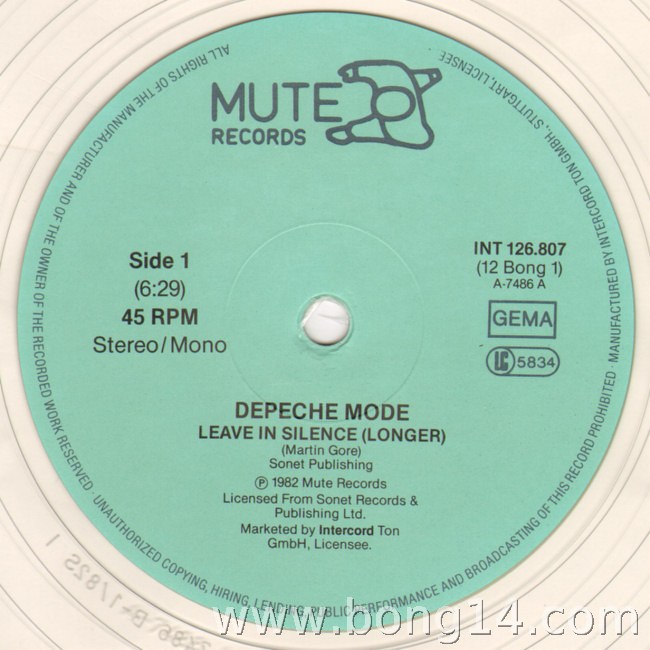 MUTE
RECORDS
Side 1
(6:29)
45 RPM
Stereo/Mono
INT 126.807
(12 Bong 1)
A-7486 A
GEMA
LC 5834
DEPECHE MODE
LEAVE IN SILENCE (LONGER)
(Martin Gore)
Sonet Publishing
℗ 1982 Mute Records
Licensed From Sonet Records &
Publishing Ltd.
Marketed by Intercord Ton
GmbH, Licensee.
ALL RIGHTS OF THE MANUFACTURER AND OF THE OWNER OF THE RECORDED WORK RESERVED · UNAUTHORIZED COPYING, HIRING, LENDING, PUBLIC PERFORMANCE AND BROADCASTING OF THIS RECORD PROHIBITED · MANUFACTURED BY INTERCORD TON GMBH., STUTTGART, LICENSEE
www.bong14.com